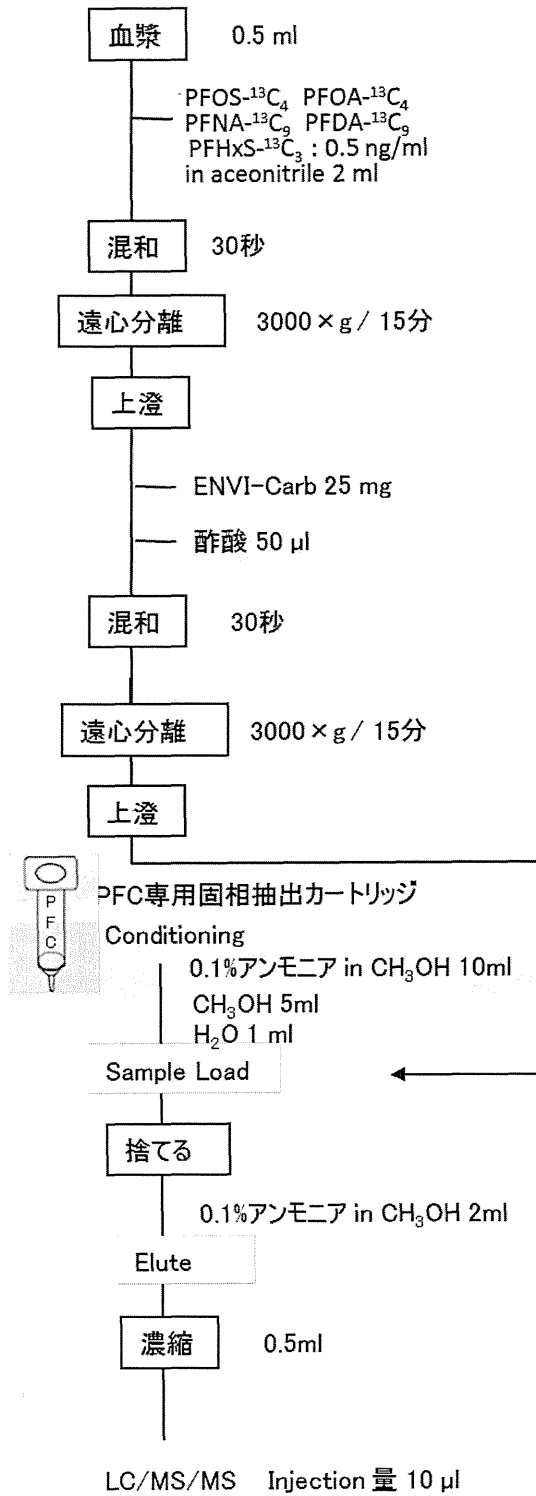 血漿 0.5 ml
PFOS-¹³C₄ PFOA-¹³C₄
PFNA-¹³C₉ PFDA-¹³C₉
PFHxS-¹³C₃ : 0.5 ng/ml
in aceonitrile 2 ml
混和 30秒
遠心分離 3000×g / 15分
上澄
ENVI-Carb 25 mg
酢酸 50 µl
混和 30秒
遠心分離 3000×g / 15分
上澄
PFC
PFC専用固相抽出カートリッジ
Conditioning
0.1%アンモニア in CH₃OH 10ml
CH₃OH 5ml
H₂O 1 ml
Sample Load
捨てる
0.1%アンモニア in CH₃OH 2ml
Elute
濃縮 0.5ml
LC/MS/MS Injection 量 10 µl